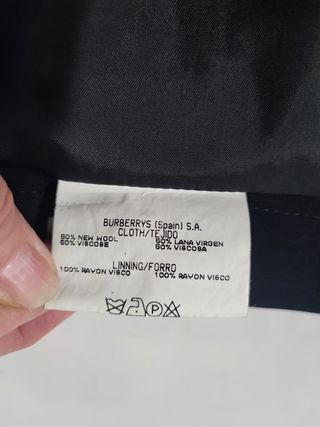 BURBERRYS (Spain) S.A.
CLOTH/TEJIDO
50% NEW WOOL 50% LANA VIRGEN
50% VISCOSE 50% VISCOSA
LINNING/FORRO
100% RAYON VISCO 100% RAYON VISCO
P A